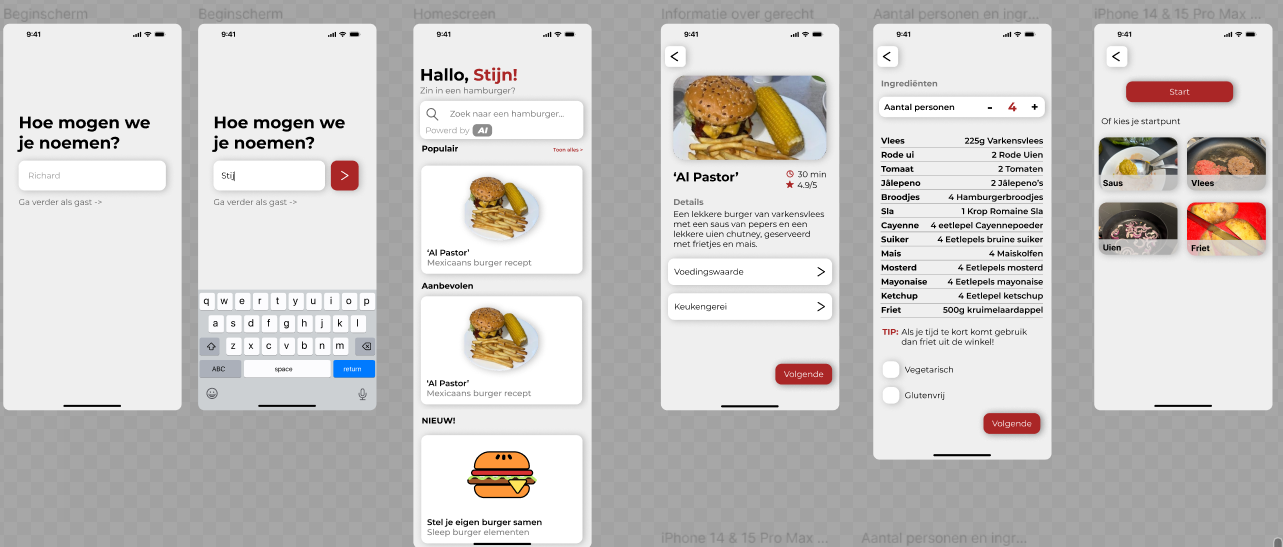 Beginscherm
9:41
Hoe mogen we
je noemen?
Richard
Ga verder als gast ->
Beginscherm
9:41
Hoe mogen we
je noemen?
Stij
>
Ga verder als gast ->
q w e r t y u i o p
a s d f g h j k l
z x c v b n m
ABC space return
Homescreen
9:41
Hallo, Stijn!
Zin in een hamburger?
Zoek naar een hamburger...
Powerd by AI
Populair Toon alles >
‘Al Pastor’
Mexicaans burger recept
Aanbevolen
‘Al Pastor’
Mexicaans burger recept
NIEUW!
Stel je eigen burger samen
Sleep burger elementen
Informatie over gerecht
9:41
<
‘Al Pastor’ 30 min
4.9/5
Details
Een lekkere burger van varkensvlees
met een saus van pepers en een
lekkere uien chutney, geserveerd
met frietjes en mais.
Voedingswaarde >
Keukengerei >
Volgende
iPhone 14 & 15 Pro Max ...
Aantal personen en ingr...
9:41
<
Ingrediënten
Aantal personen - 4 +
Vlees 225g Varkensvlees
Rode ui 2 Rode Uien
Tomaat 2 Tomaten
Jålepeno 2 Jålepeno’s
Broodjes 4 Hamburgerbroodjes
Sla 1 Krop Romaine Sla
Cayenne 4 eetlepel Cayennepoeder
Suiker 4 Eetlepels bruine suiker
Mais 4 Maiskolfen
Mosterd 4 Eetlepels mosterd
Mayonaise 4 Eetlepels mayonaise
Ketchup 4 Eetlepel ketchup
Friet 500g kruimelaardappel
TIP: Als je tijd te kort komt gebruik
dan friet uit de winkel!
Vegetarisch
Glutenvrij
Volgende
Aantal personen en ingr...
iPhone 14 & 15 Pro Max ...
9:41
<
Start
Of kies je startpunt
Saus
Vlees
Uien
Friet